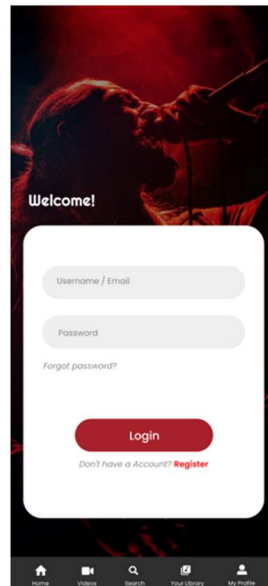 Welcome!
Username / Email
Password
Forgot password?
Login
Don't have a Account? Register
Home Videos Search Your Library My Profile